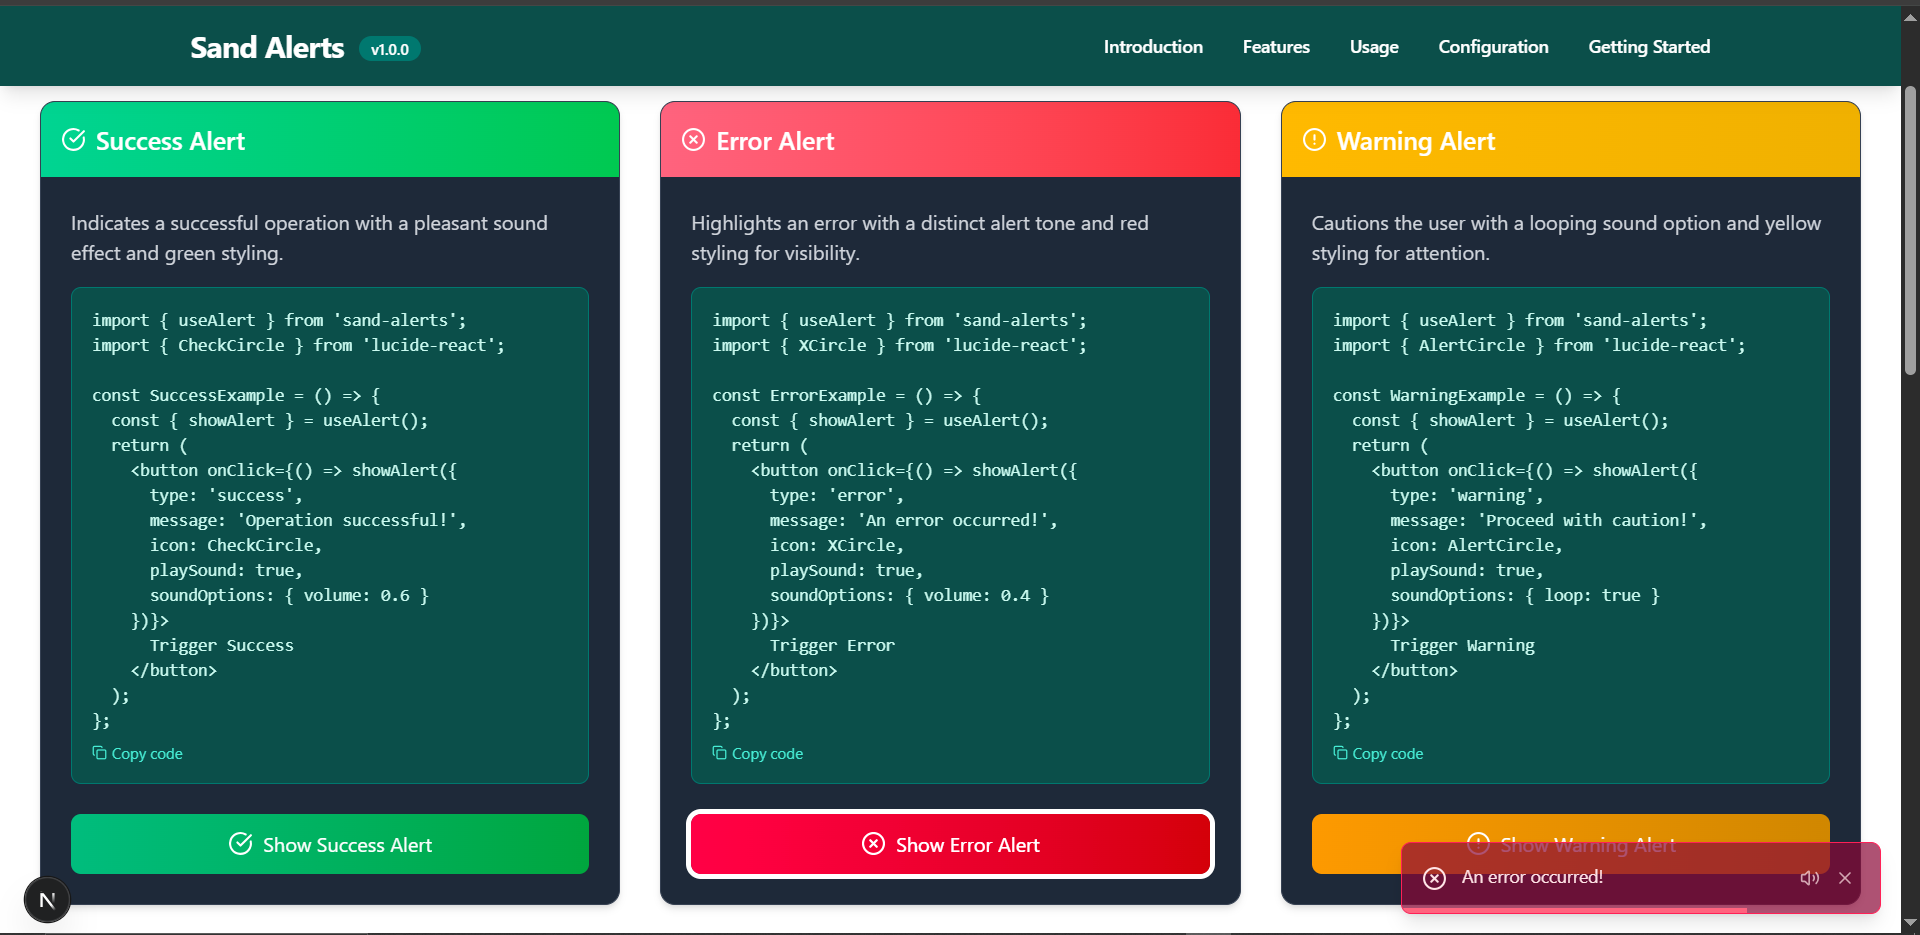 Sand Alerts v1.0.0 Introduction Features Usage Configuration Getting Started
Success Alert
Indicates a successful operation with a pleasant sound
effect and green styling.
import { useAlert } from 'sand-alerts';
import { CheckCircle } from 'lucide-react';
const SuccessExample = () => {
  const { showAlert } = useAlert();
  return (
    <button onClick={() => showAlert({
      type: 'success',
      message: 'Operation successful!',
      icon: CheckCircle,
      playSound: true,
      soundOptions: { volume: 0.6 }
    })}>
      Trigger Success
    </button>
  );
};
Copy code
Show Success Alert
Error Alert
Highlights an error with a distinct alert tone and red
styling for visibility.
import { useAlert } from 'sand-alerts';
import { XCircle } from 'lucide-react';
const ErrorExample = () => {
  const { showAlert } = useAlert();
  return (
    <button onClick={() => showAlert({
      type: 'error',
      message: 'An error occurred!',
      icon: XCircle,
      playSound: true,
      soundOptions: { volume: 0.4 }
    })}>
      Trigger Error
    </button>
  );
};
Copy code
Show Error Alert
Warning Alert
Cautions the user with a looping sound option and yellow
styling for attention.
import { useAlert } from 'sand-alerts';
import { AlertCircle } from 'lucide-react';
const WarningExample = () => {
  const { showAlert } = useAlert();
  return (
    <button onClick={() => showAlert({
      type: 'warning',
      message: 'Proceed with caution!',
      icon: AlertCircle,
      playSound: true,
      soundOptions: { loop: true }
    })}>
      Trigger Warning
    </button>
  );
};
Copy code
Show Warning Alert
An error occurred!
N